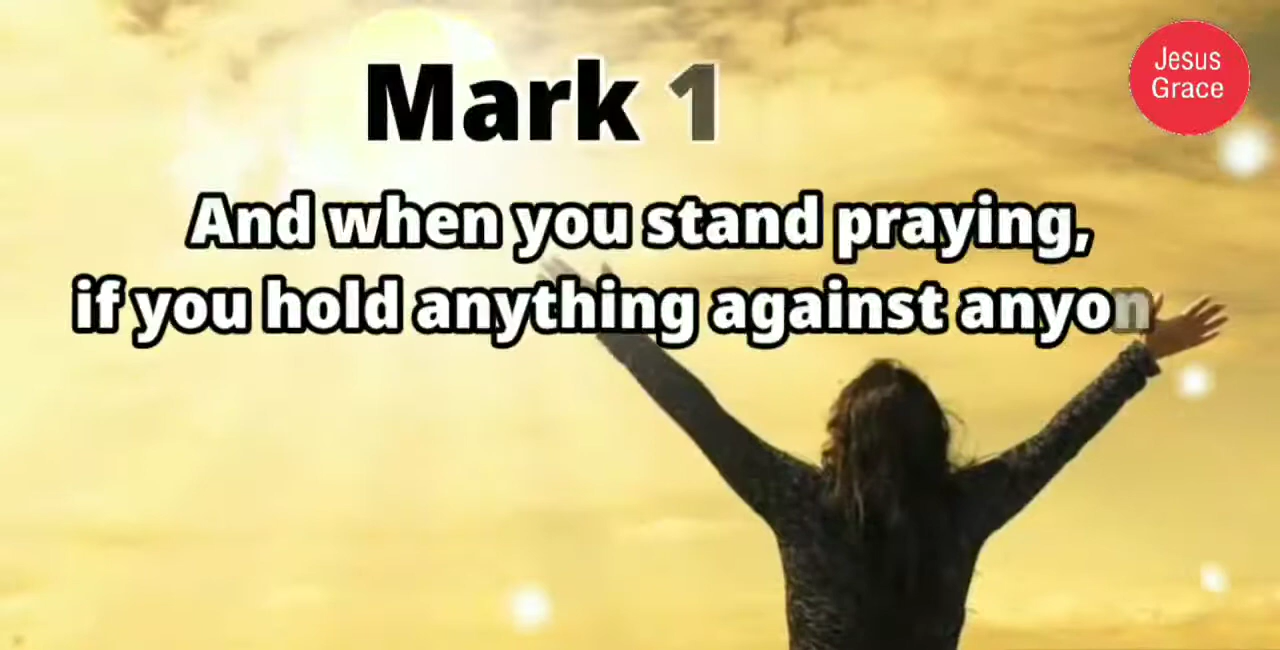 Mark 1
And when you stand praying,
if you hold anything against anyon
Jesus
Grace